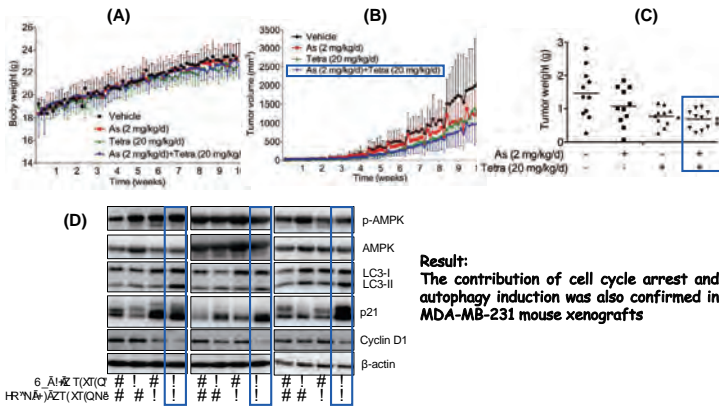 (A)
Body weight (g)
26
24
22
20
18
16
14
Vehicle
As (2 mg/kg/d)
Tetra (20 mg/kg/d)
As (2 mg/kg/d)+Tetra (20 mg/kg/d)
1 2 3 4 5 6 7 8 9
Time (weeks)
(B)
Tumor volume (mm³)
3500
3000
2500
2000
1500
1000
500
0
Vehicle
As (2 mg/kg/d)
Tetra (20 mg/kg/d)
As (2 mg/kg/d)+Tetra (20 mg/kg/d)
1 2 3 4 5 6 7 8 9
Time (weeks)
(C)
Tumor weight (g)
3
2
1
0
As (2 mg/kg/d) - + - +
Tetra (20 mg/kg/d) - - + +
(D)
p-AMPK
AMPK
LC3-I
LC3-II
p21
Cyclin D1
β-actin
# ! # ! # ! # ! # ! # !
# # ! ! # # ! ! # # ! !
Result:
The contribution of cell cycle arrest and
autophagy induction was also confirmed in
MDA-MB-231 mouse xenografts